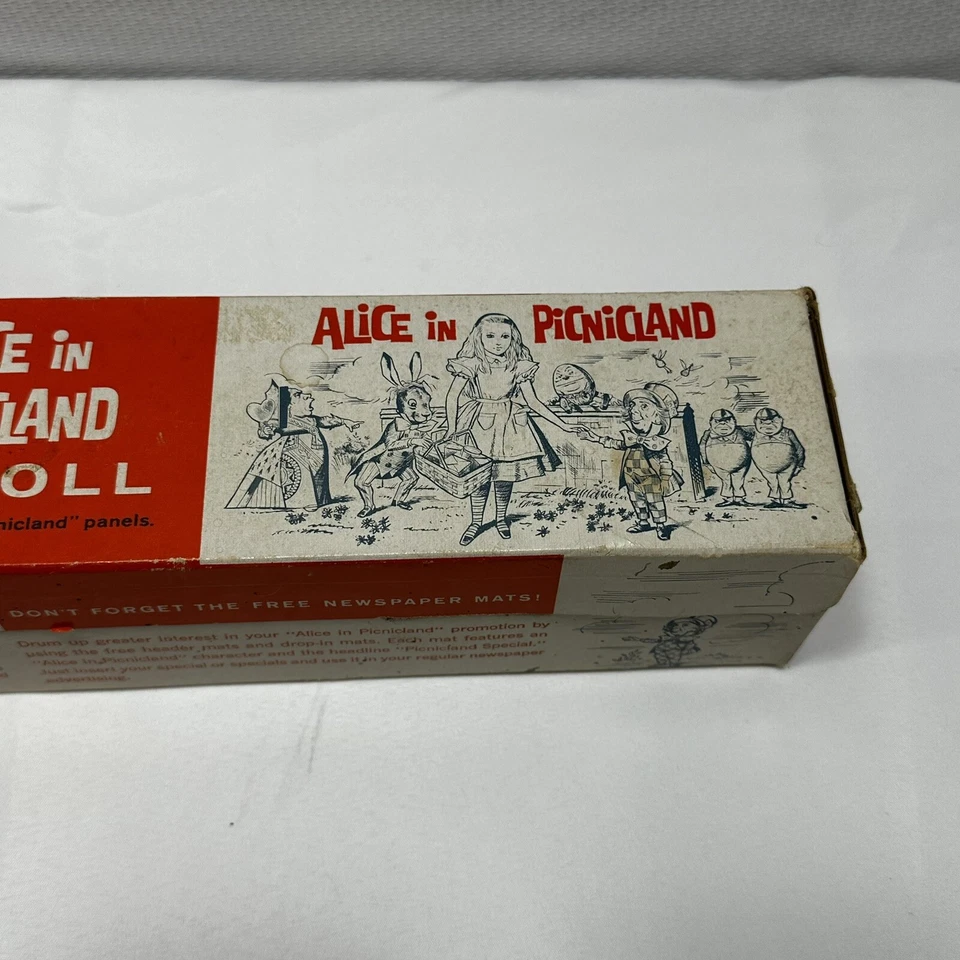 CE in
CLAND
OLL
nicland" panels.
ALICE in PICNICLAND
DON'T FORGET THE FREE NEWSPAPER MATS!
Drum up greater interest in your "Alice in Picnicland" promotion by
using the free header mats and drop-in mats. Each mat features an
"Alice in Picnicland" character and the headline "Picnicland Special."
Just insert your special or specials and use it in your regular newspaper
advertising.